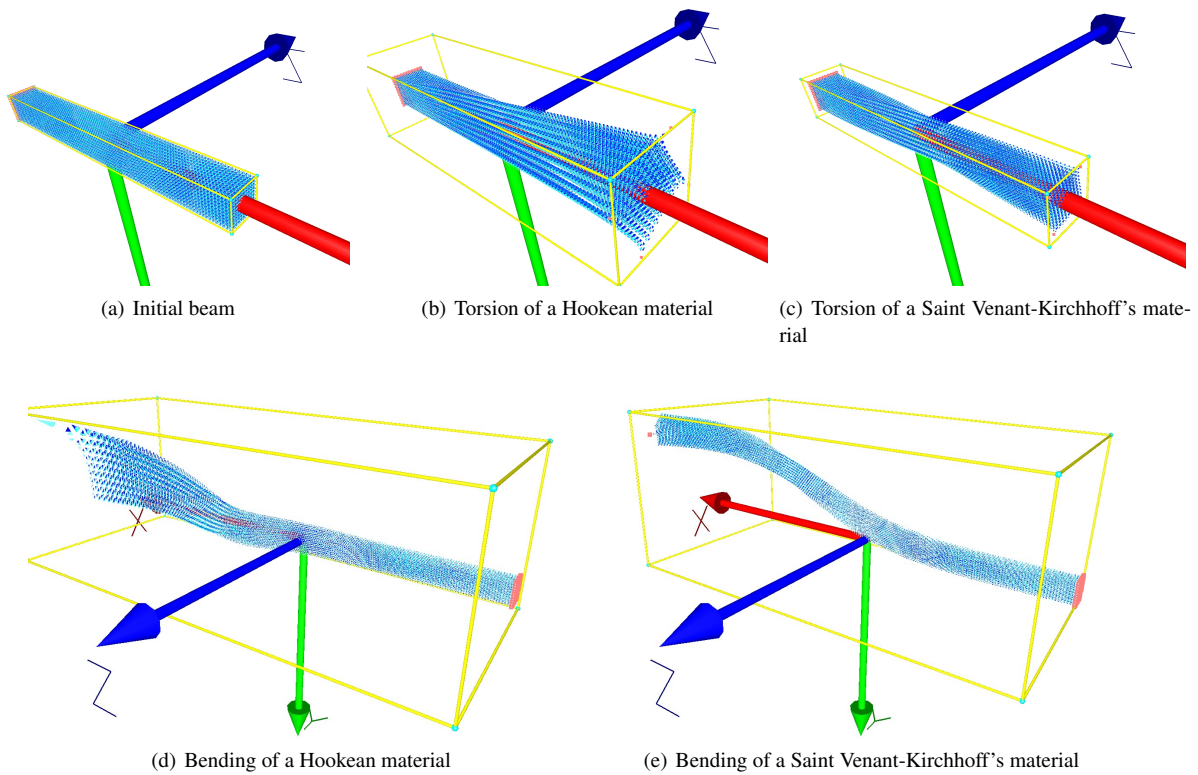 (a) Initial beam
(b) Torsion of a Hookean material
(c) Torsion of a Saint Venant-Kirchhoff's mate-
rial
X
Z
Y
X
Z
Y
(d) Bending of a Hookean material
(e) Bending of a Saint Venant-Kirchhoff's material